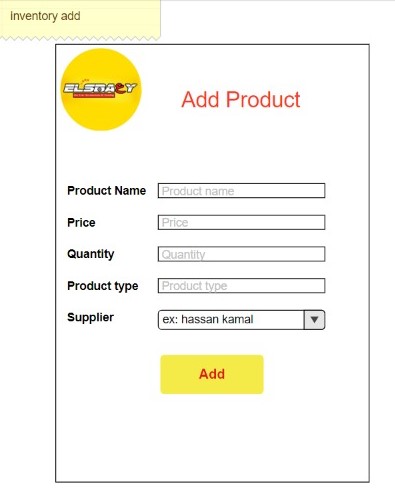 Inventory add
Add Product
Product Name
Product name
Price
Price
Quantity
Quantity
Product type
Product type
Supplier
ex: hassan kamal
Add